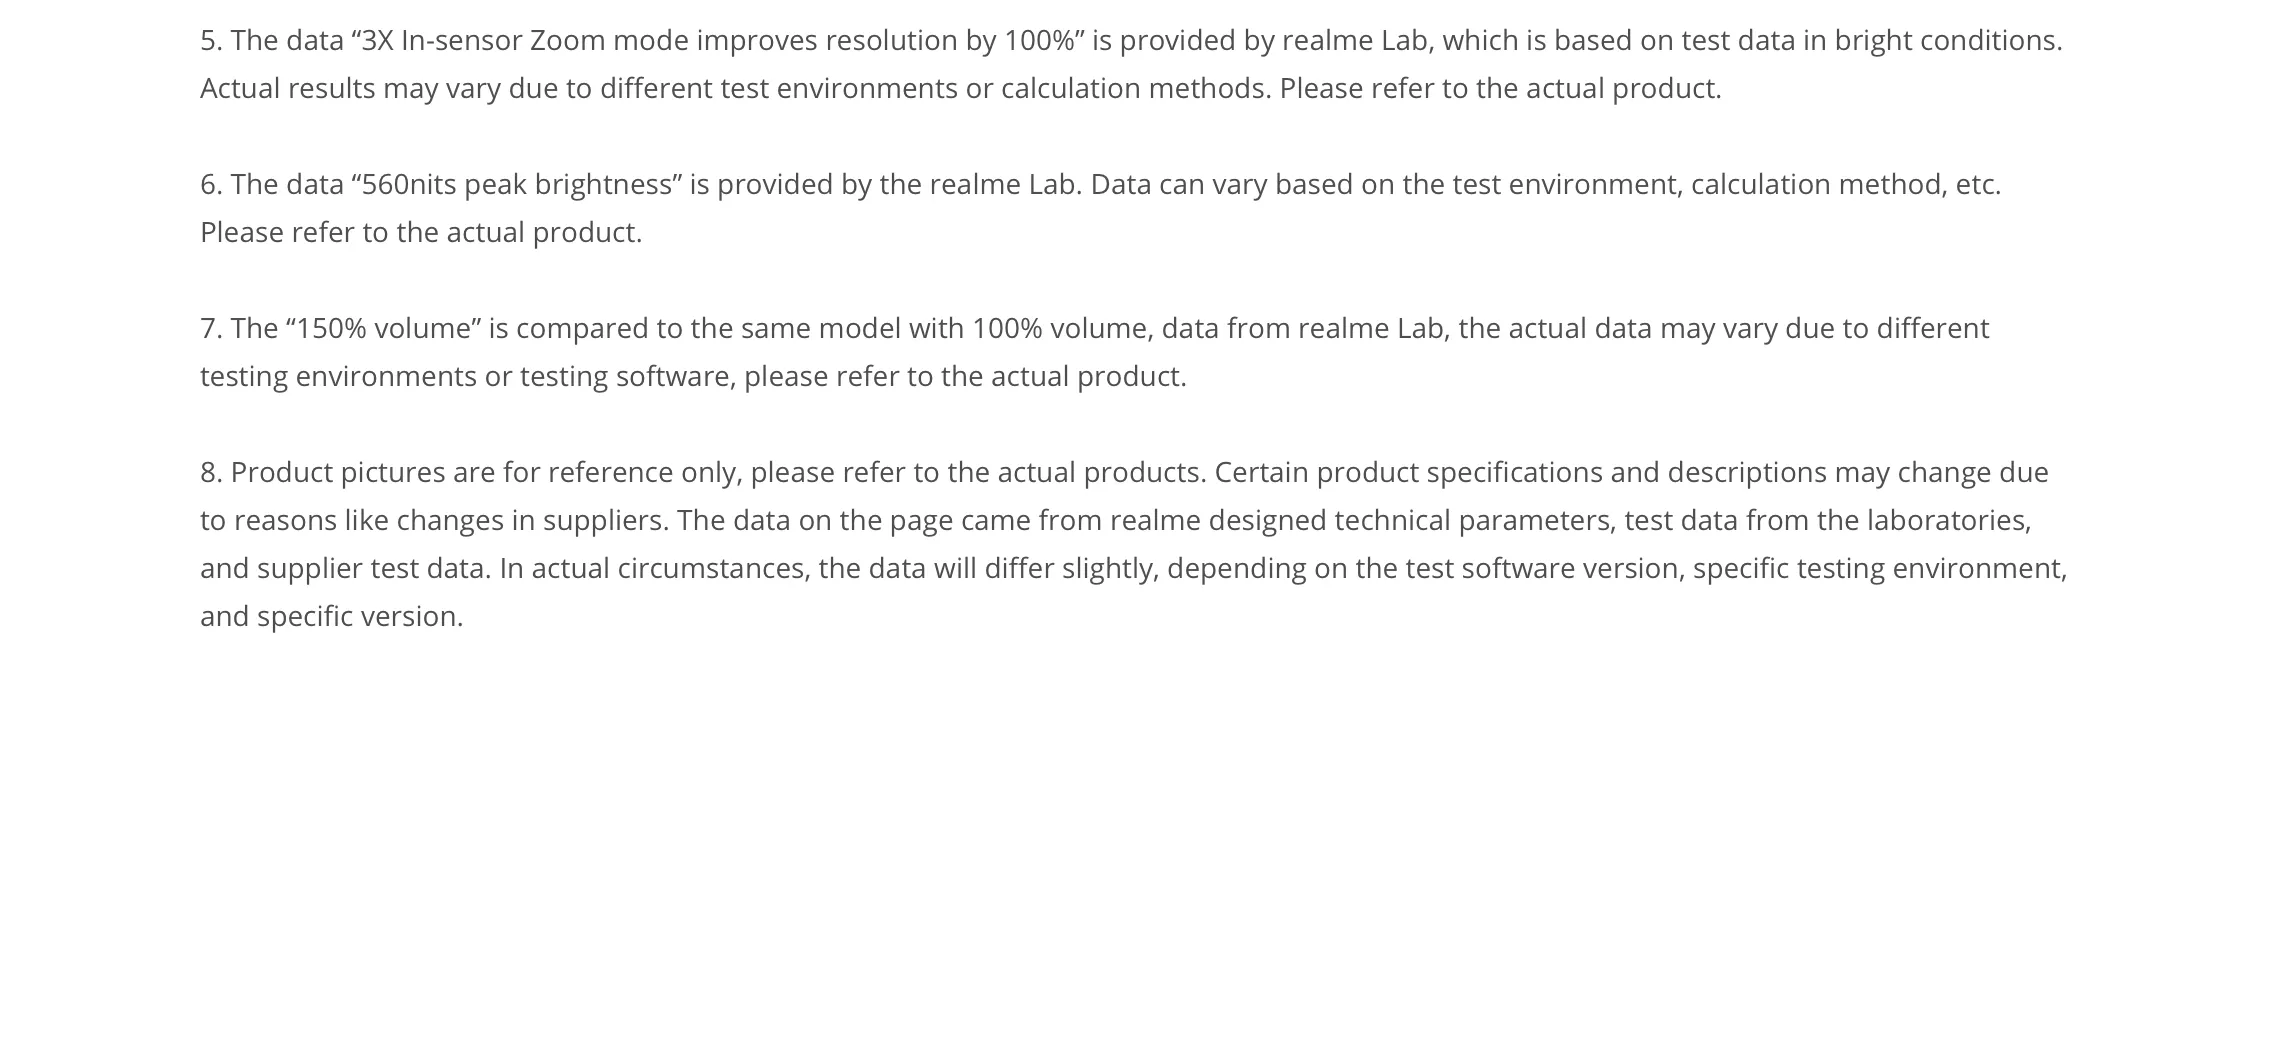 5. The data “3X In-sensor Zoom mode improves resolution by 100%” is provided by realme Lab, which is based on test data in bright conditions.
Actual results may vary due to different test environments or calculation methods. Please refer to the actual product.
6. The data “560nits peak brightness” is provided by the realme Lab. Data can vary based on the test environment, calculation method, etc.
Please refer to the actual product.
7. The “150% volume” is compared to the same model with 100% volume, data from realme Lab, the actual data may vary due to different
testing environments or testing software, please refer to the actual product.
8. Product pictures are for reference only, please refer to the actual products. Certain product specifications and descriptions may change due
to reasons like changes in suppliers. The data on the page came from realme designed technical parameters, test data from the laboratories,
and supplier test data. In actual circumstances, the data will differ slightly, depending on the test software version, specific testing environment,
and specific version.